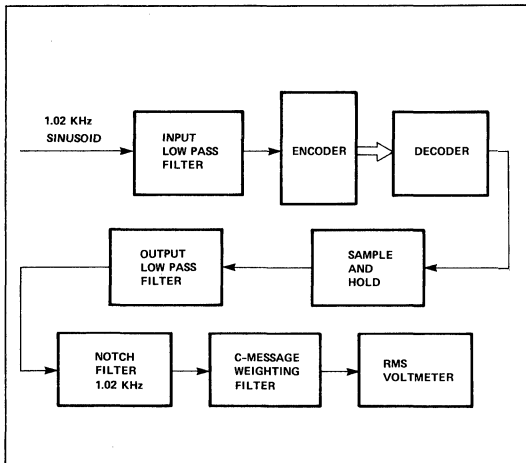 1.02 KHz
SINUSOID
INPUT
LOW PASS
FILTER
ENCODER
DECODER
OUTPUT
LOW PASS
FILTER
SAMPLE
AND
HOLD
NOTCH
FILTER
1.02 KHz
C-MESSAGE
WEIGHTING
FILTER
RMS
VOLTMETER